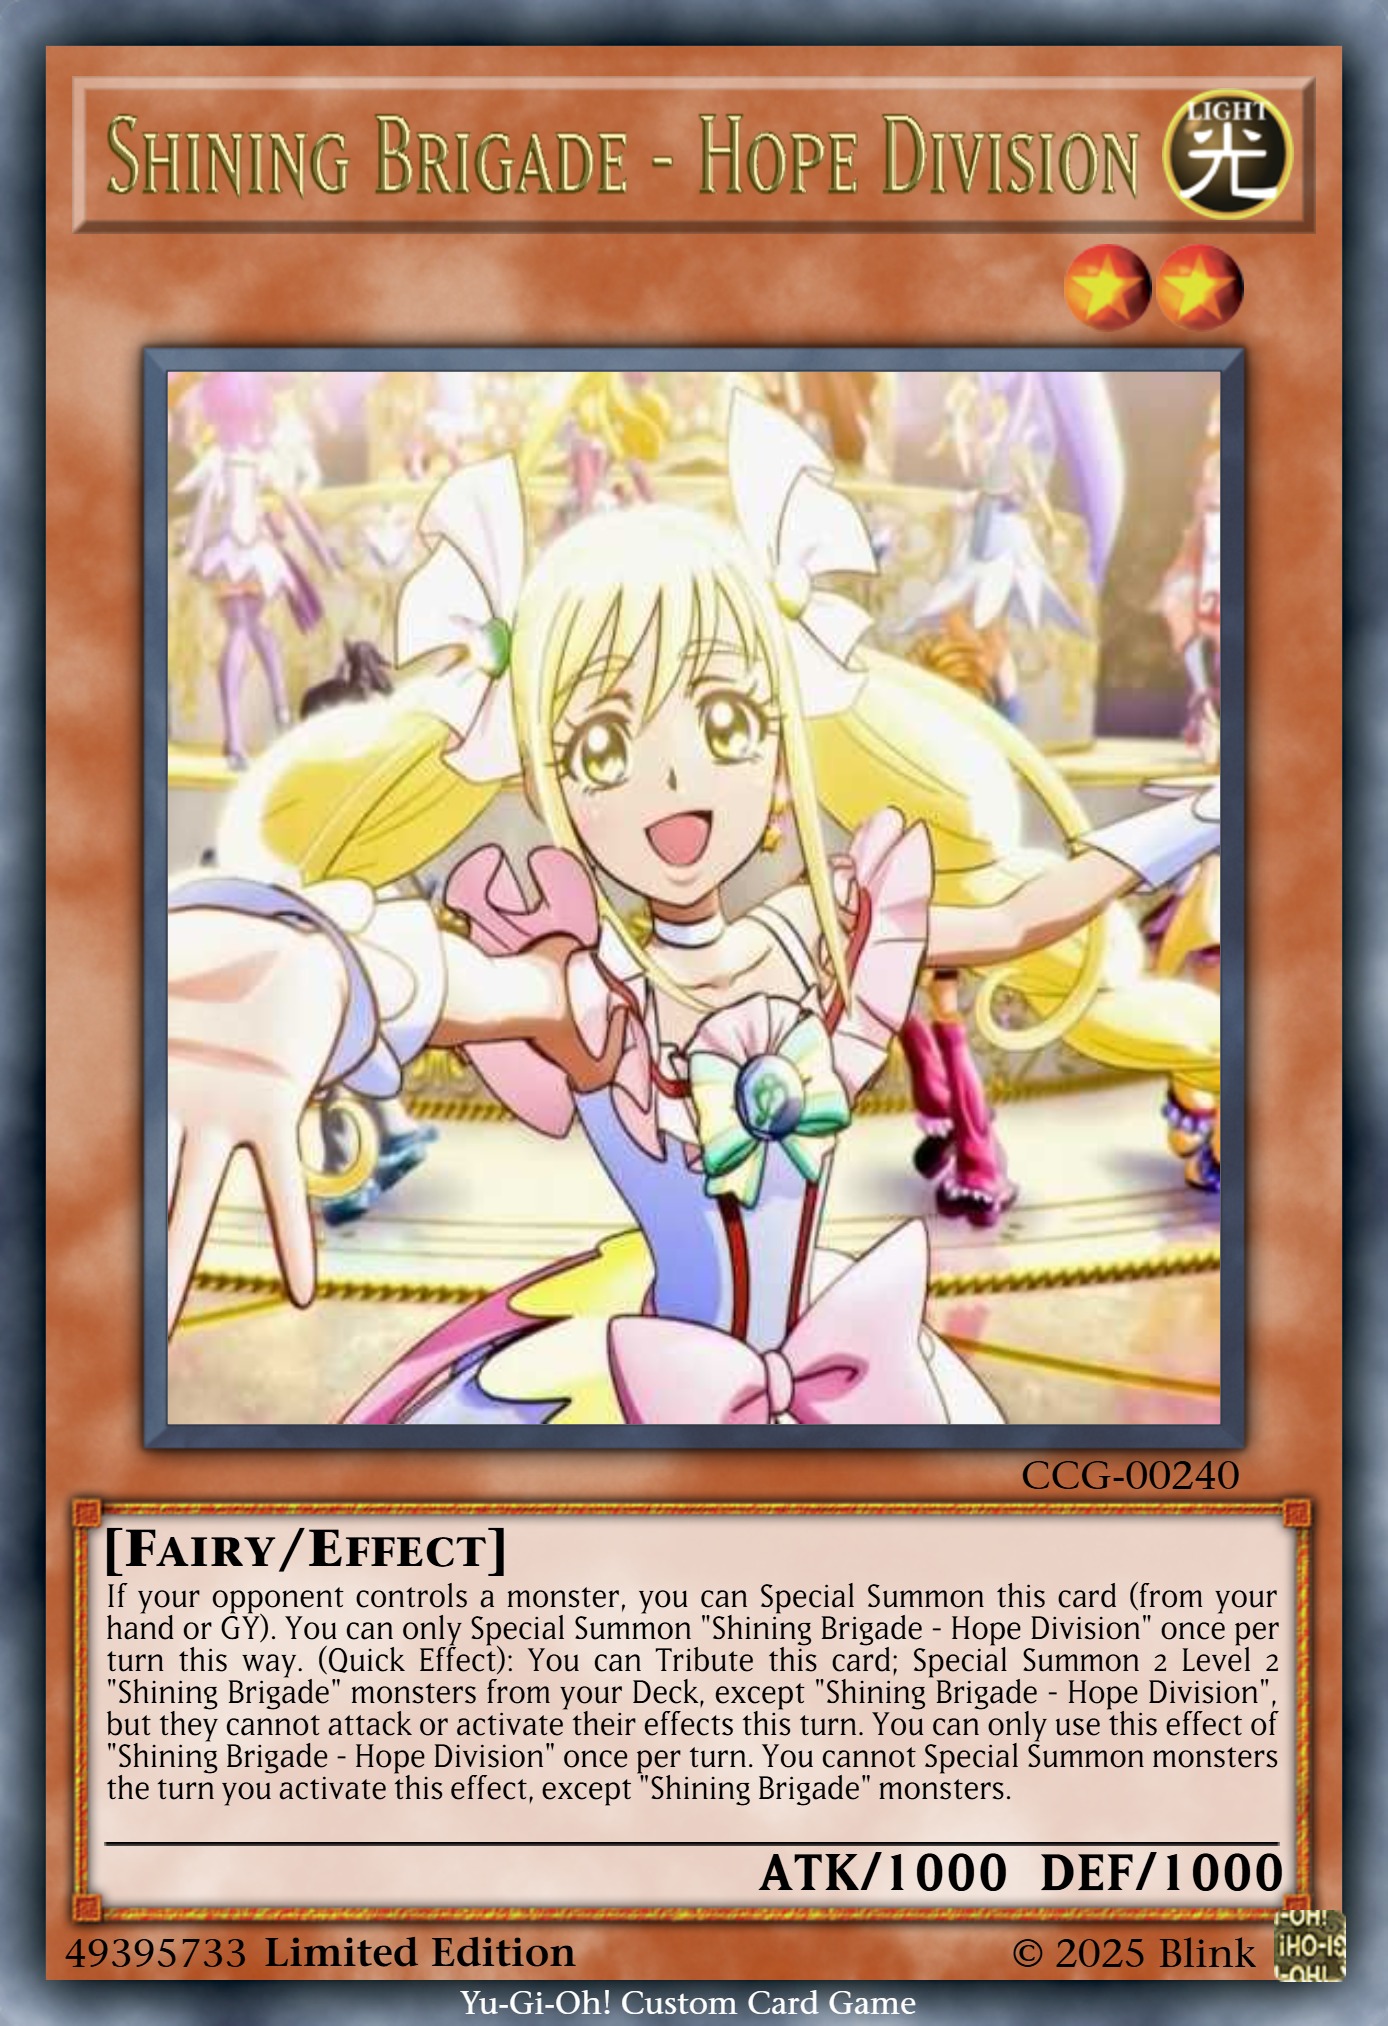 SHINING BRIGADE - HOPE DIVISION
LIGHT
光
CCG-00240
[FAIRY/EFFECT]
If your opponent controls a monster, you can Special Summon this card (from your
hand or GY). You can only Special Summon "Shining Brigade - Hope Division" once per
turn this way. (Quick Effect): You can Tribute this card; Special Summon 2 Level 2
"Shining Brigade" monsters from your Deck, except "Shining Brigade - Hope Division",
but they cannot attack or activate their effects this turn. You can only use this effect of
"Shining Brigade - Hope Division" once per turn. You cannot Special Summon monsters
the turn you activate this effect, except "Shining Brigade" monsters.
ATK/1000 DEF/1000
49395733 Limited Edition
© 2025 Blink
Yu-Gi-Oh! Custom Card Game